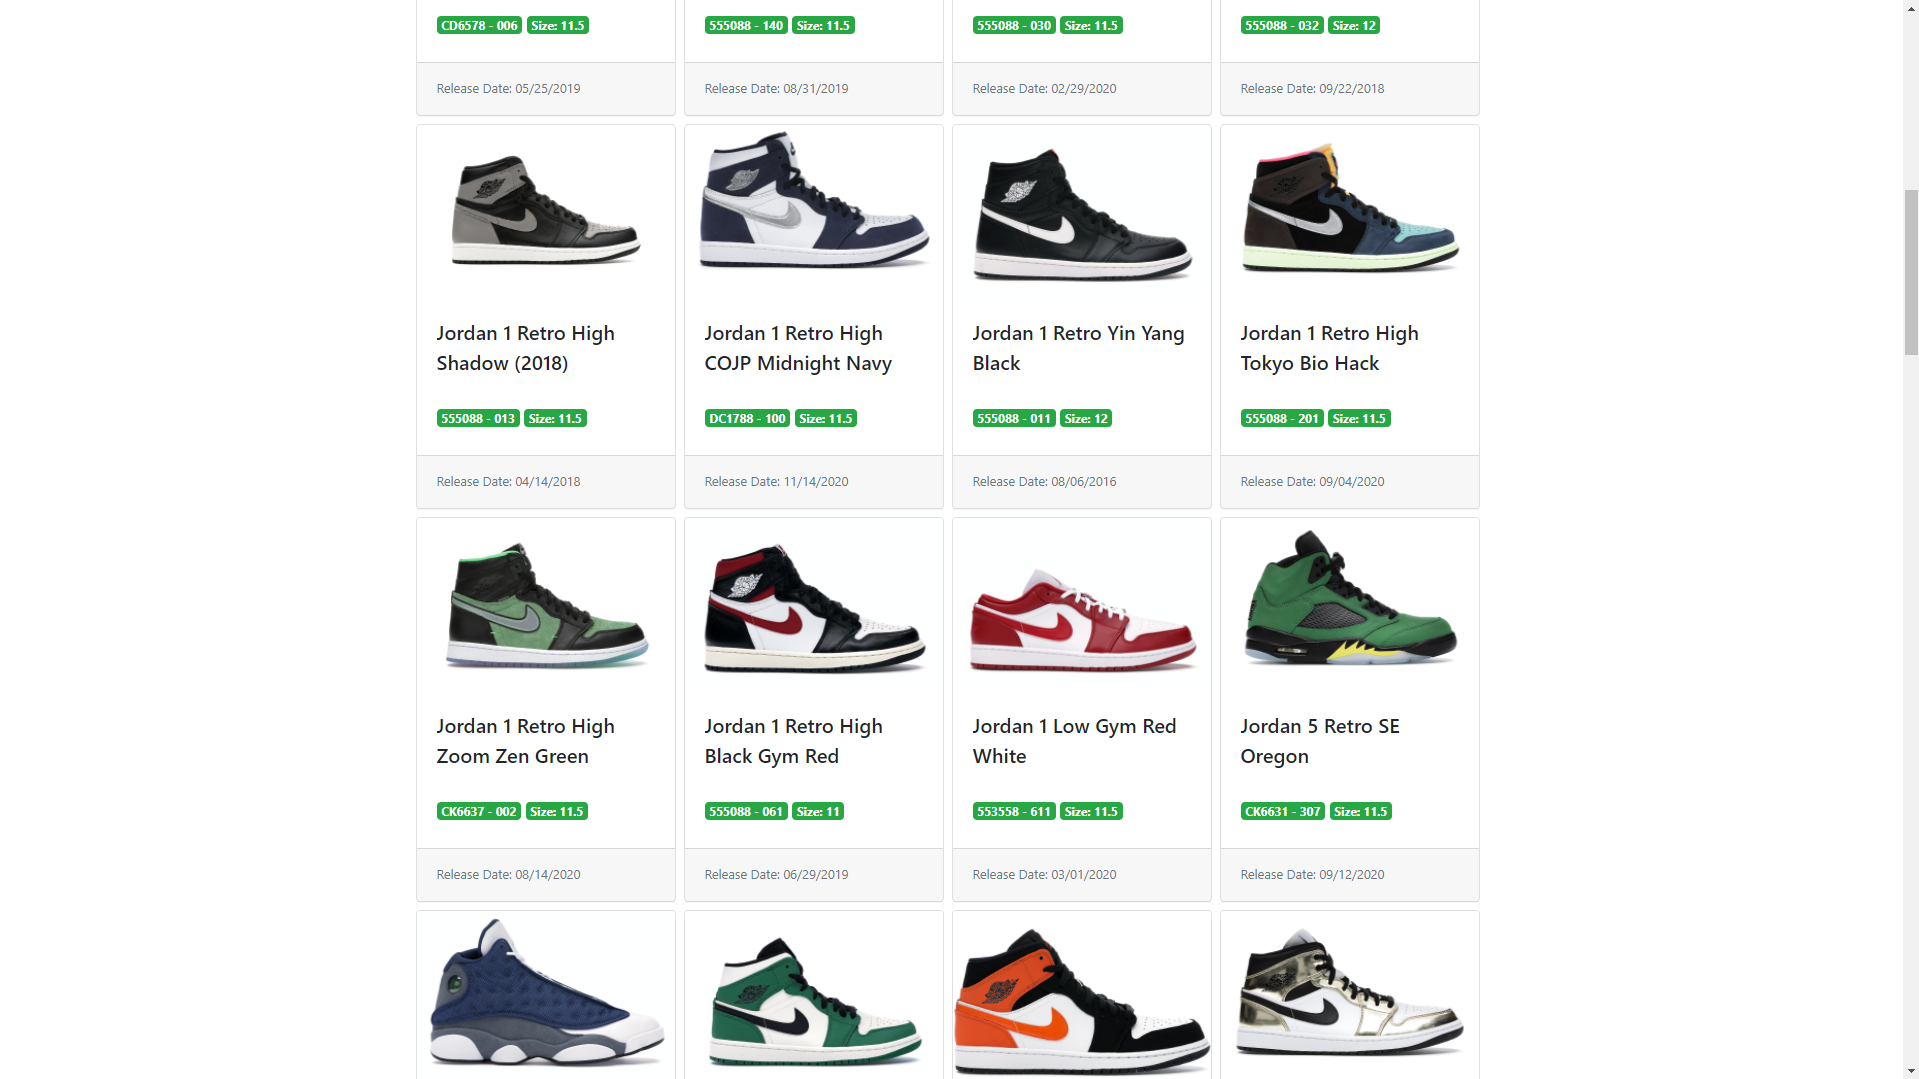 CD6578 - 006 Size: 11.5
555088 - 140 Size: 11.5
555088 - 030 Size: 11.5
555088 - 032 Size: 12
Release Date: 05/25/2019
Release Date: 08/31/2019
Release Date: 02/29/2020
Release Date: 09/22/2018
Jordan 1 Retro High
Shadow (2018)
555088 - 013 Size: 11.5
Release Date: 04/14/2018
Jordan 1 Retro High
COJP Midnight Navy
DC1788 - 100 Size: 11.5
Release Date: 11/14/2020
Jordan 1 Retro Yin Yang
Black
555088 - 011 Size: 12
Release Date: 08/06/2016
Jordan 1 Retro High
Tokyo Bio Hack
555088 - 201 Size: 11.5
Release Date: 09/04/2020
Jordan 1 Retro High
Zoom Zen Green
CK6637 - 002 Size: 11.5
Release Date: 08/14/2020
Jordan 1 Retro High
Black Gym Red
555088 - 061 Size: 11
Release Date: 06/29/2019
Jordan 1 Low Gym Red
White
553558 - 611 Size: 11.5
Release Date: 03/01/2020
Jordan 5 Retro SE
Oregon
CK6631 - 307 Size: 11.5
Release Date: 09/12/2020